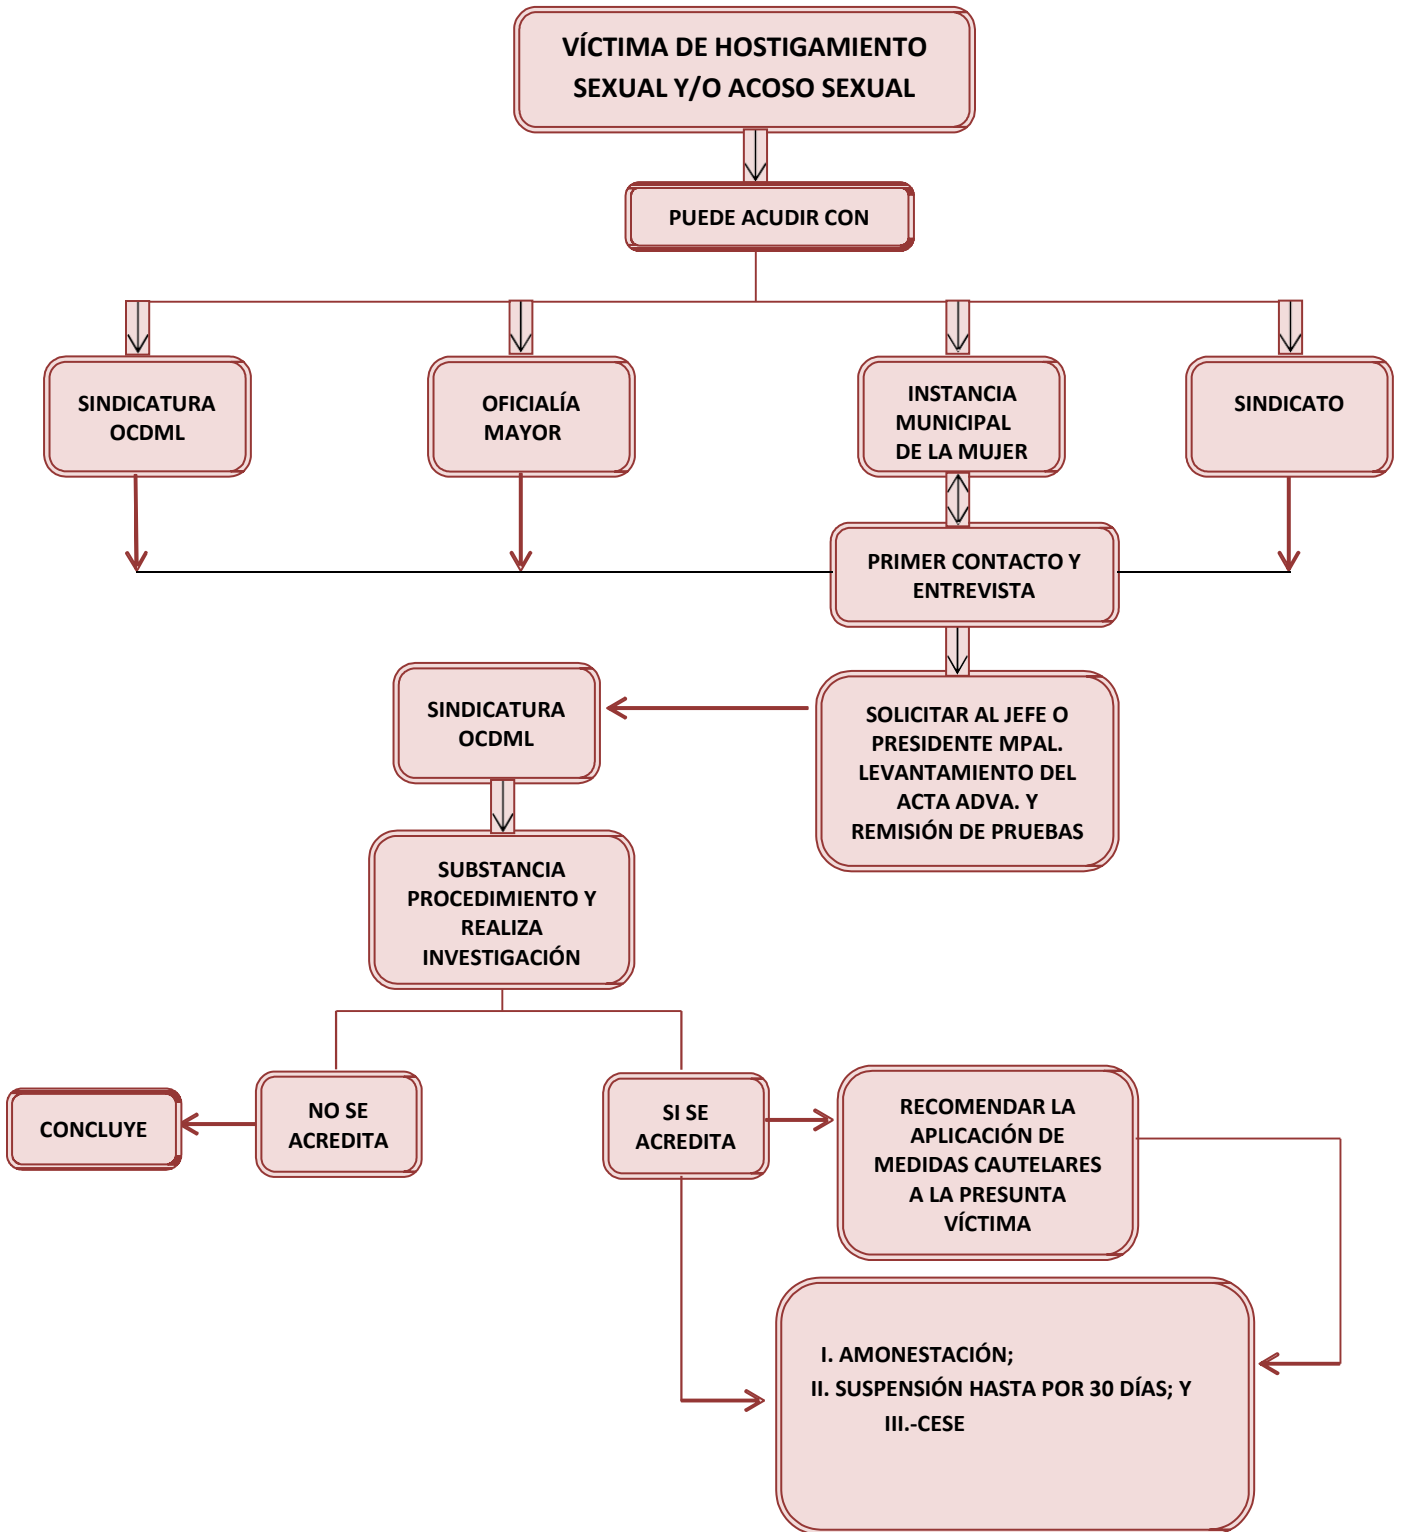 VÍCTIMA DE HOSTIGAMIENTO
SEXUAL Y/O ACOSO SEXUAL
PUEDE ACUDIR CON
SINDICATURA
OCDML
OFICIALÍA
MAYOR
INSTANCIA
MUNICIPAL
DE LA MUJER
SINDICATO
PRIMER CONTACTO Y
ENTREVISTA
SINDICATURA
OCDML
SOLICITAR AL JEFE O
PRESIDENTE MPAL.
LEVANTAMIENTO DEL
ACTA ADVA. Y
REMISIÓN DE PRUEBAS
SUBSTANCIA
PROCEDIMIENTO Y
REALIZA
INVESTIGACIÓN
CONCLUYE
NO SE
ACREDITA
SI SE
ACREDITA
RECOMENDAR LA
APLICACIÓN DE
MEDIDAS CAUTELARES
A LA PRESUNTA
VÍCTIMA
I. AMONESTACIÓN;
II. SUSPENSIÓN HASTA POR 30 DÍAS; Y
III.-CESE